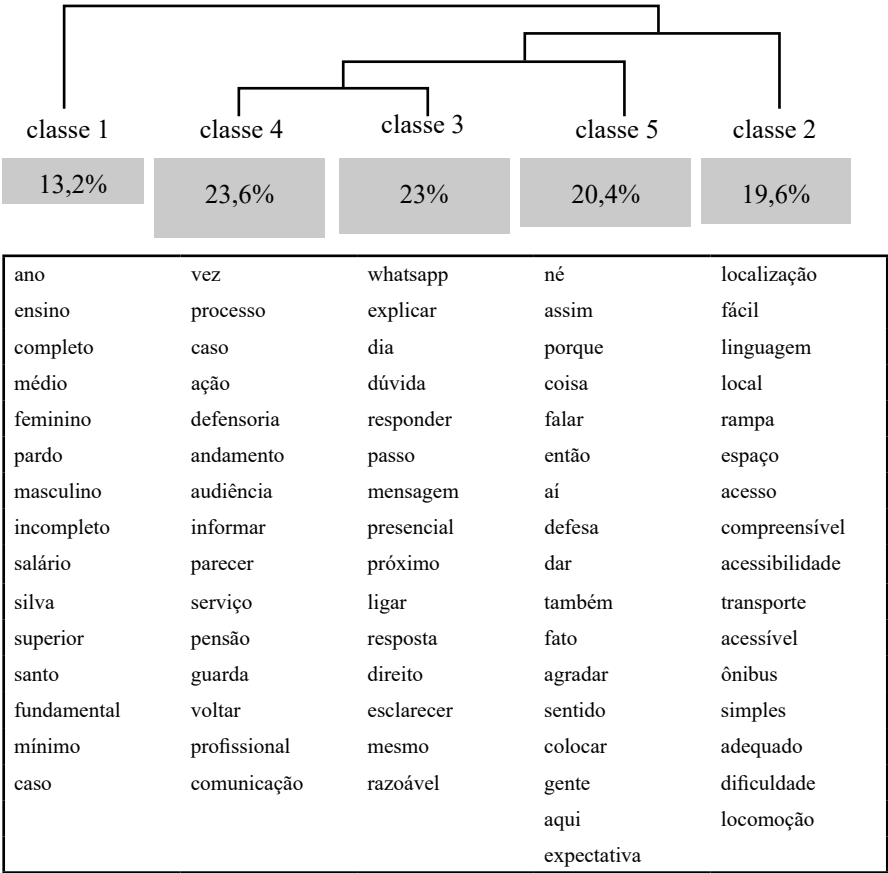 classe 1 classe 4 classe 3 classe 5 classe 2
13,2% 23,6% 23% 20,4% 19,6%
ano vez whatsapp né localização
ensino processo explicar assim fácil
completo caso dia porque linguagem
médio ação dúvida coisa local
feminino defensoria responder falar rampa
pardo andamento passo então espaço
masculino audiência mensagem aí acesso
incompleto informar presencial defesa compreensível
salário parecer próximo dar acessibilidade
silva serviço ligar também transporte
superior pensão resposta fato acessível
santo guarda direito agradar ônibus
fundamental voltar esclarecer sentido simples
mínimo profissional mesmo colocar adequado
caso comunicação razoável gente dificuldade
aqui locomoção
expectativa